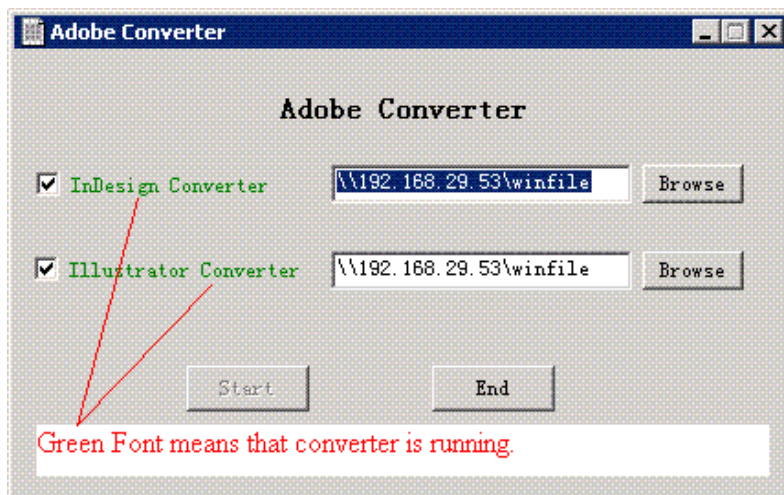 Adobe Converter
Adobe Converter
InDesign Converter \\192.168.29.53\winfile Browse
Illustrator Converter \\192.168.29.53\winfile Browse
Start End
Green Font means that converter is running.